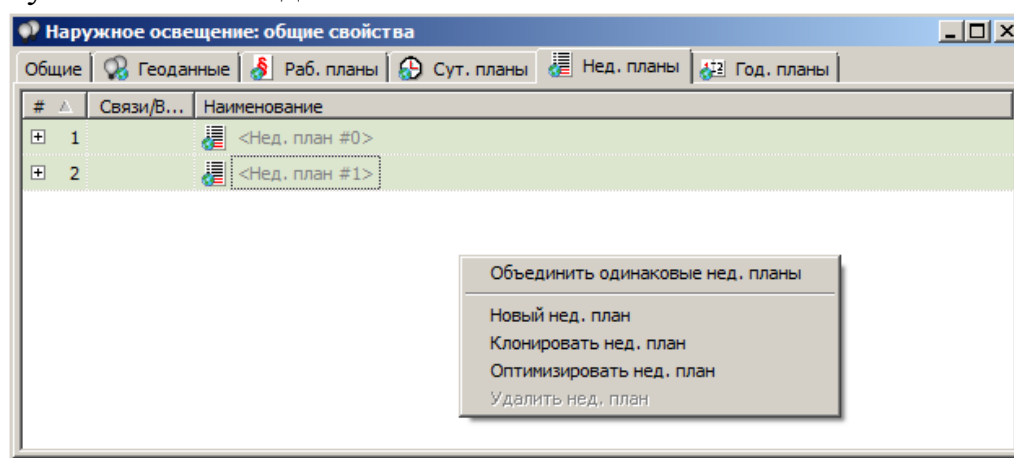 Наружное освещение: общие свойства
Общие Геоданные Раб. планы Сут. планы Нед. планы Год. планы
# Связи/В... Наименование
1 <Нед. план #0>
2 <Нед. план #1>
Объединить одинаковые нед. планы
Новый нед. план
Клонировать нед. план
Оптимизировать нед. план
Удалить нед. план